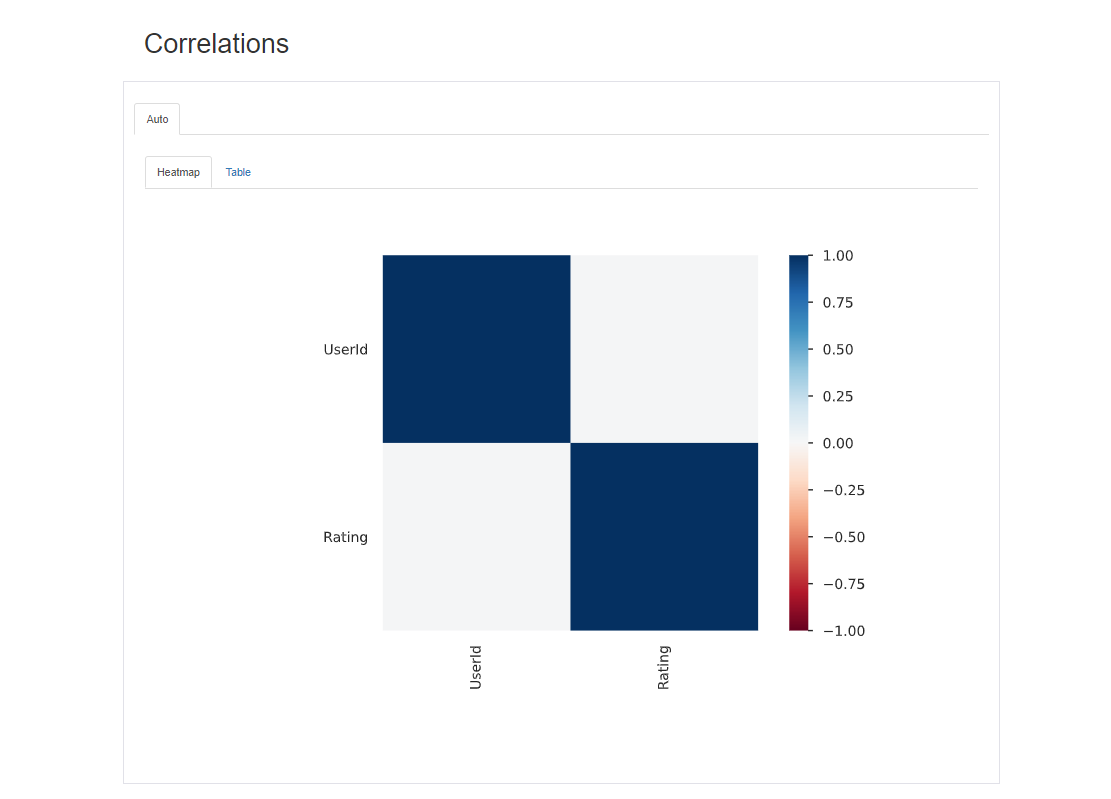 Correlations
Auto
Heatmap Table
1.00
0.75
0.50
0.25
0.00
−0.25
−0.50
−0.75
−1.00
UserId
Rating
UserId
Rating